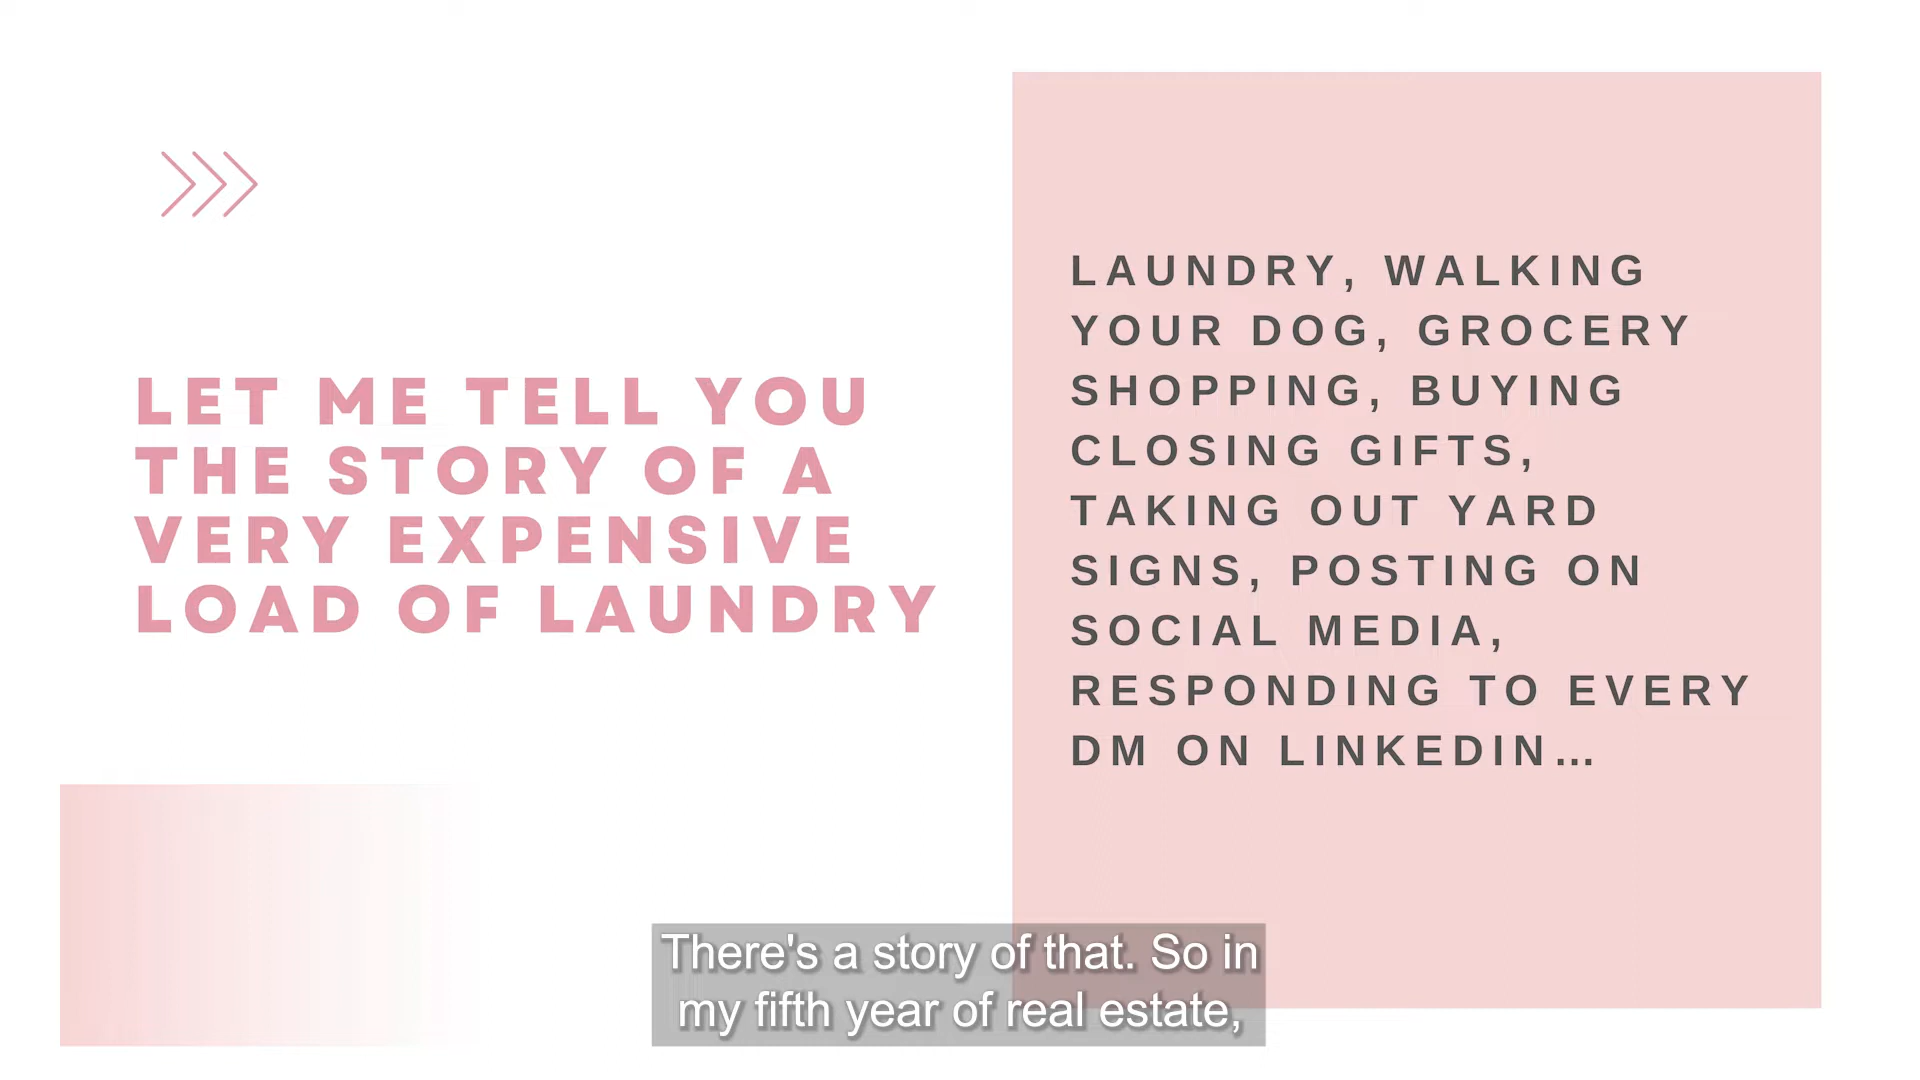 LET ME TELL YOU
THE STORY OF A
VERY EXPENSIVE
LOAD OF LAUNDRY
LAUNDRY, WALKING
YOUR DOG, GROCERY
SHOPPING, BUYING
CLOSING GIFTS,
TAKING OUT YARD
SIGNS, POSTING ON
SOCIAL MEDIA,
RESPONDING TO EVERY
DM ON LINKEDIN...
There's a story of that. So in
my fifth year of real estate,